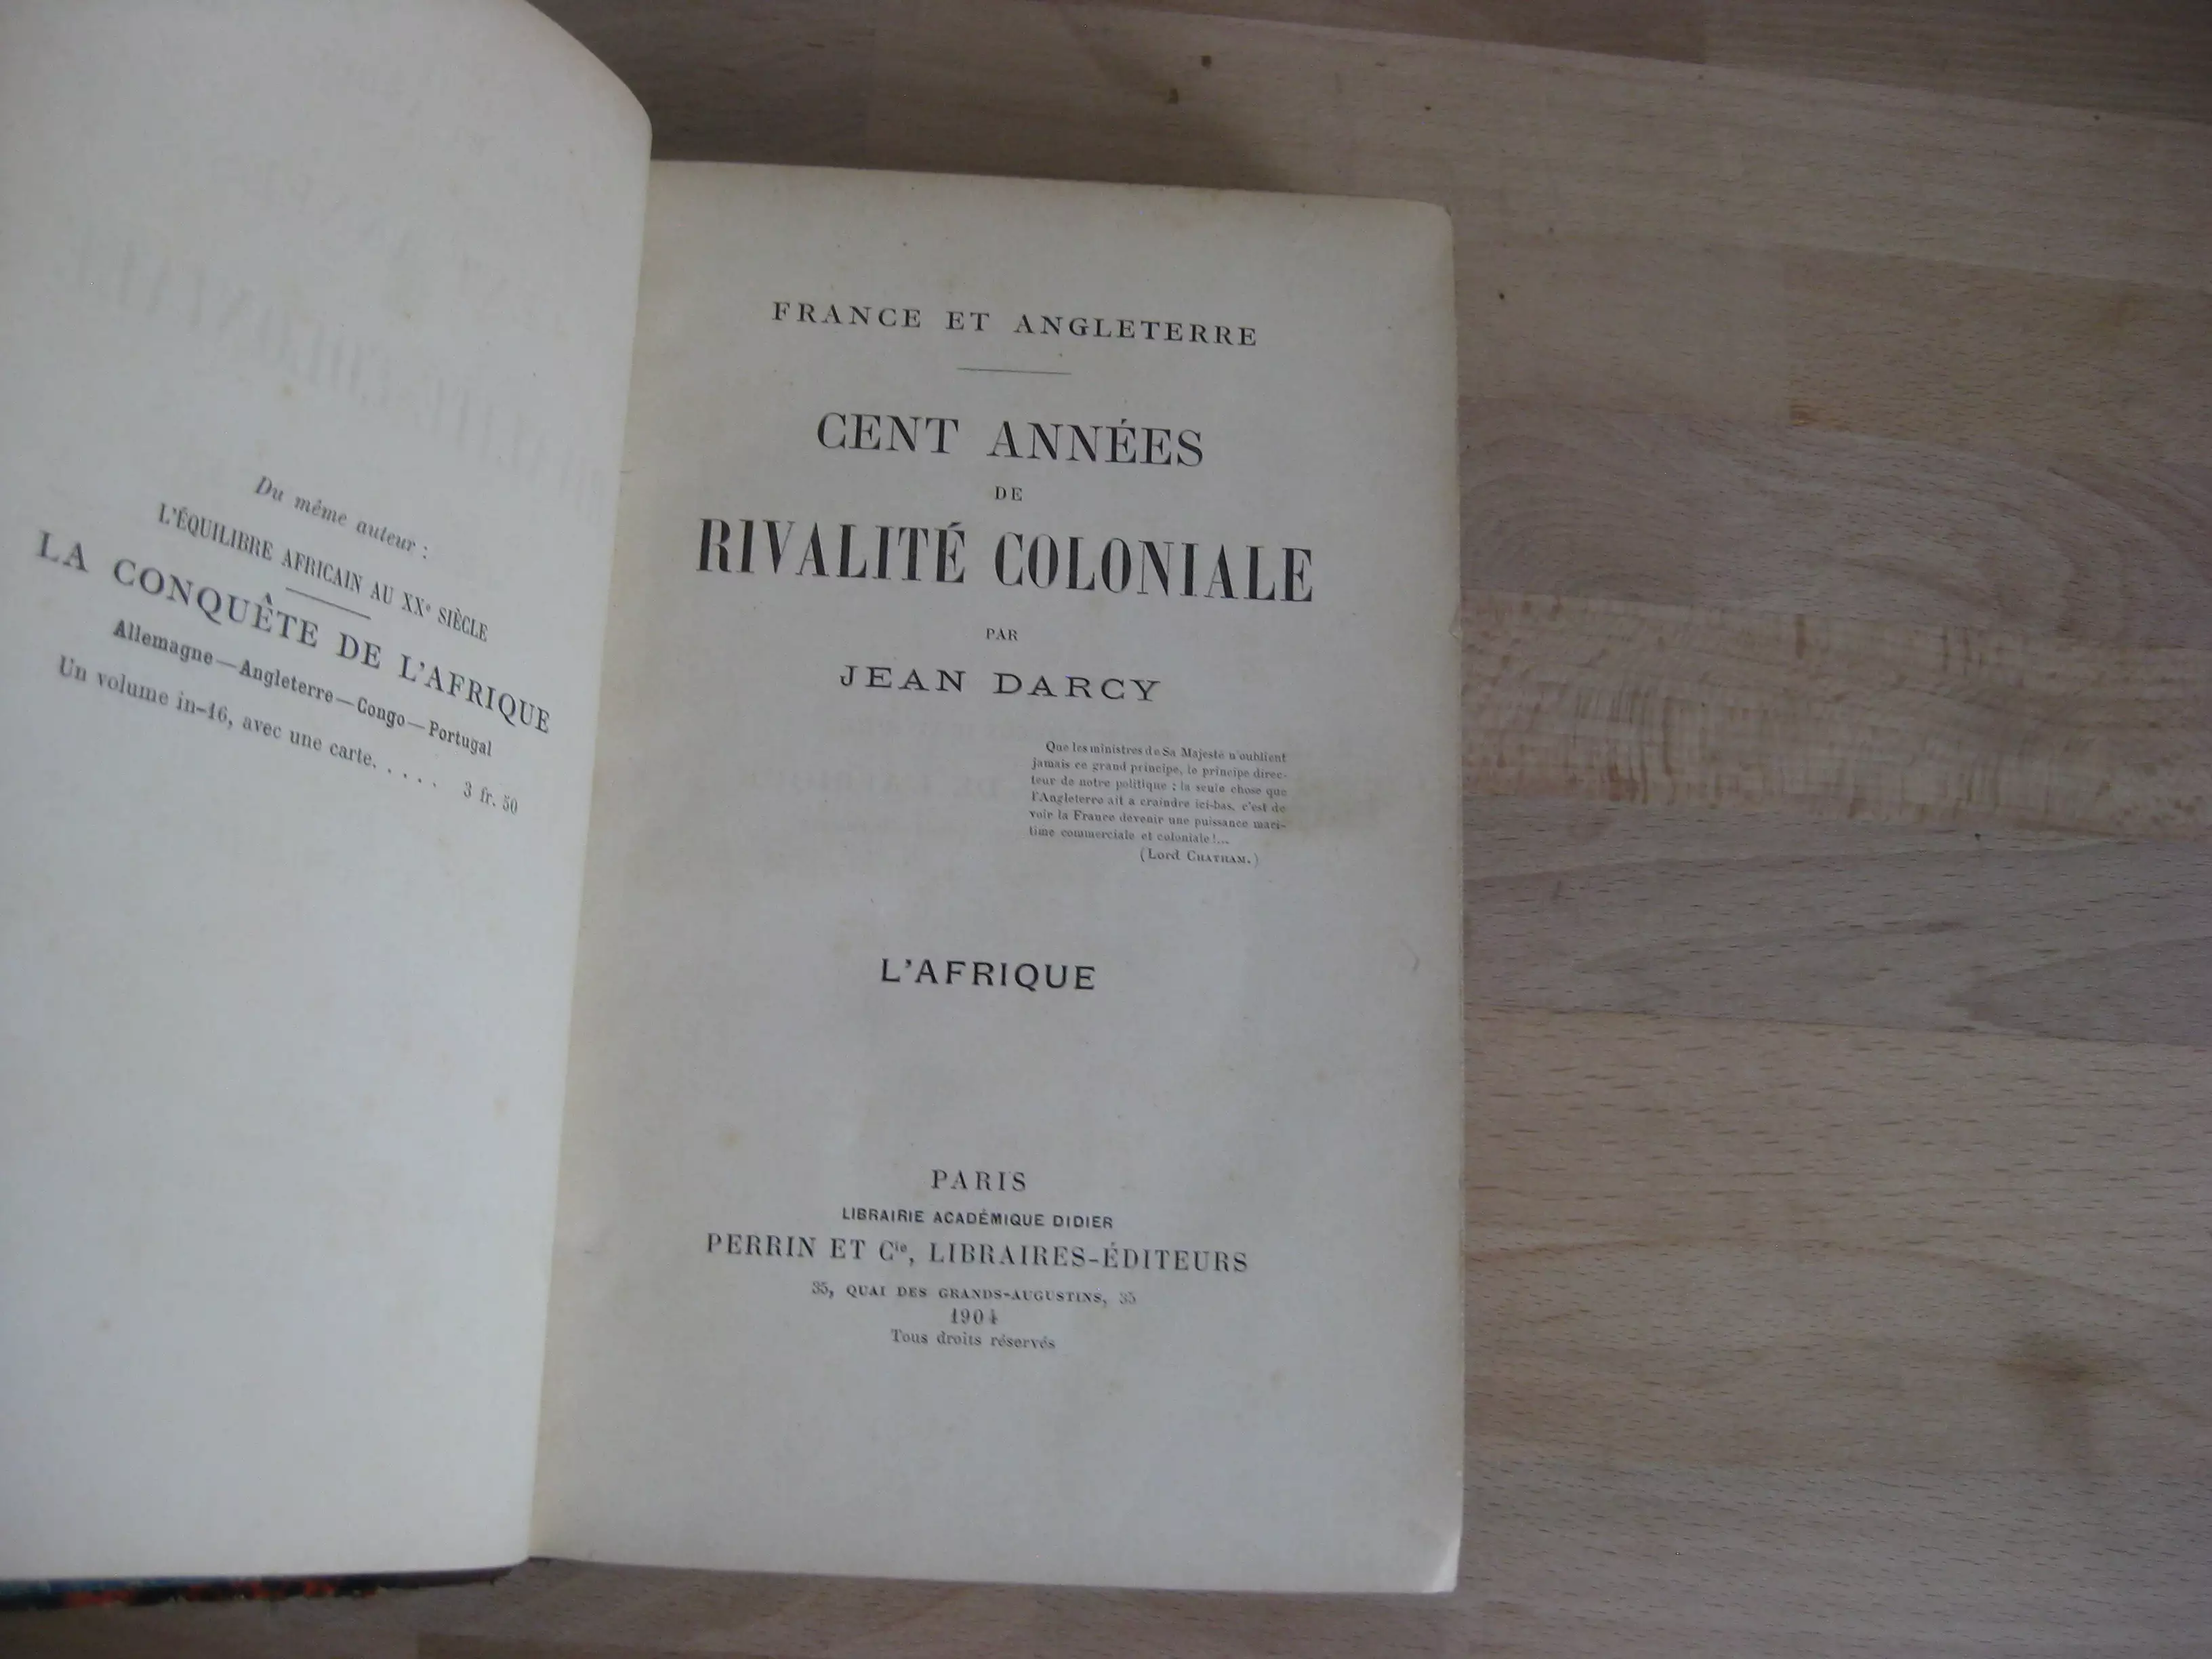 Du même auteur :
L'ÉQUILIBRE AFRICAIN AU XXe SIÈCLE
LA CONQUÊTE DE L'AFRIQUE
Allemagne—Angleterre—Congo—Portugal
Un volume in-16, avec une carte. . . . . 3 fr. 50
FRANCE ET ANGLETERRE
CENT ANNÉES
DE
RIVALITÉ COLONIALE
PAR
JEAN DARCY
Que les ministres de Sa Majesté n'oublient
jamais ce grand principe, le principe direc-
teur de notre politique : la seule chose que
l'Angleterre ait a craindre ici-bas, c'est de
voir la France devenir une puissance mari-
time commerciale et coloniale !...
(Lord CHATHAM.)
L'AFRIQUE
PARIS
LIBRAIRIE ACADÉMIQUE DIDIER
PERRIN ET Cie, LIBRAIRES-ÉDITEURS
35, QUAI DES GRANDS-AUGUSTINS, 35
1904
Tous droits réservés